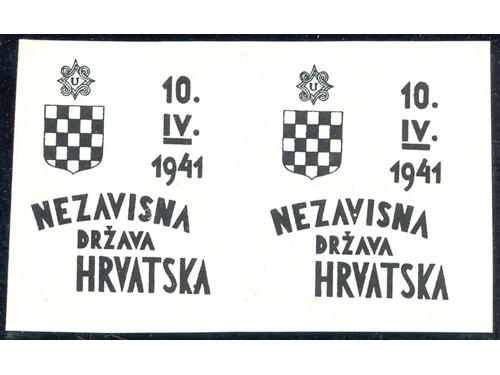 U
10.
IV.
1941
NEZAVISNA
DRŽAVA
HRVATSKA
U
10.
IV.
1941
NEZAVISNA
DRŽAVA
HRVATSKA